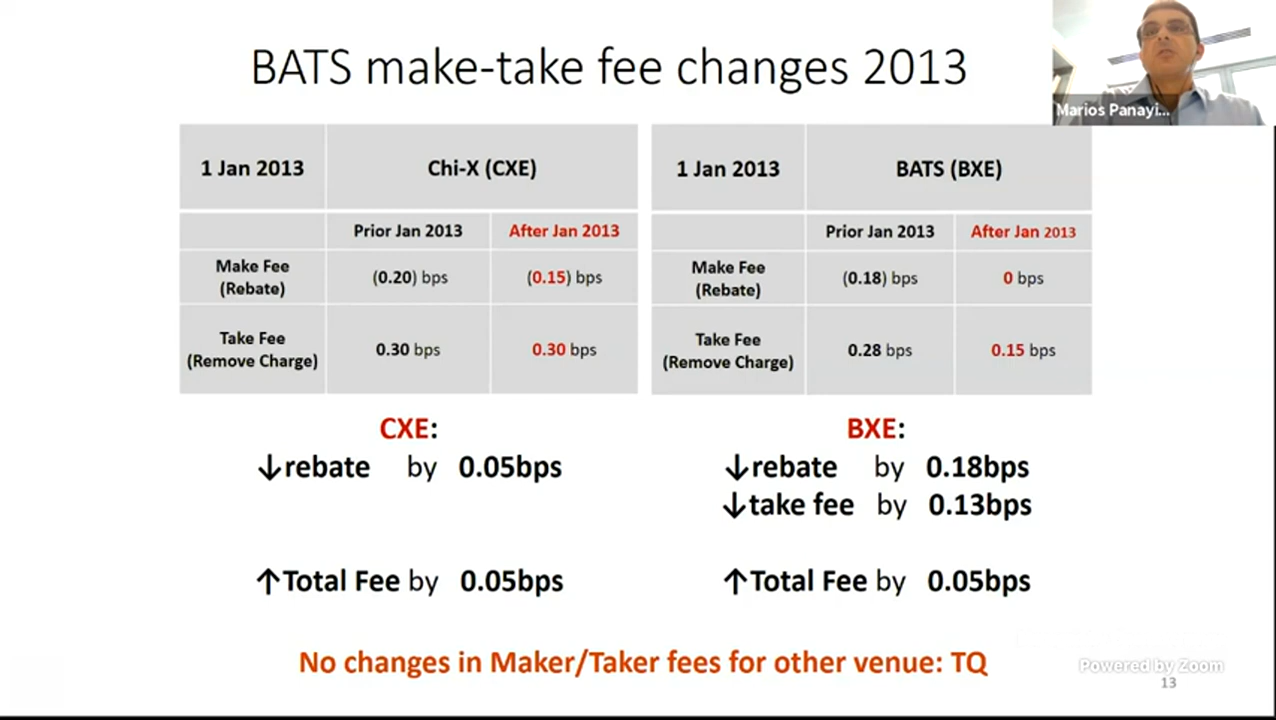 BATS make-take fee changes 2013
Marios Panayi...
1 Jan 2013
Chi-X (CXE)
Prior Jan 2013
After Jan 2013
Make Fee
(Rebate)
(0.20) bps
(0.15) bps
Take Fee
(Remove Charge)
0.30 bps
0.30 bps
1 Jan 2013
BATS (BXE)
Prior Jan 2013
After Jan 2013
Make Fee
(Rebate)
(0.18) bps
0 bps
Take Fee
(Remove Charge)
0.28 bps
0.15 bps
CXE:
↓rebate by 0.05bps
↑Total Fee by 0.05bps
BXE:
↓rebate by 0.18bps
↓take fee by 0.13bps
↑Total Fee by 0.05bps
No changes in Maker/Taker fees for other venue: TQ
Powered by Zoom
13